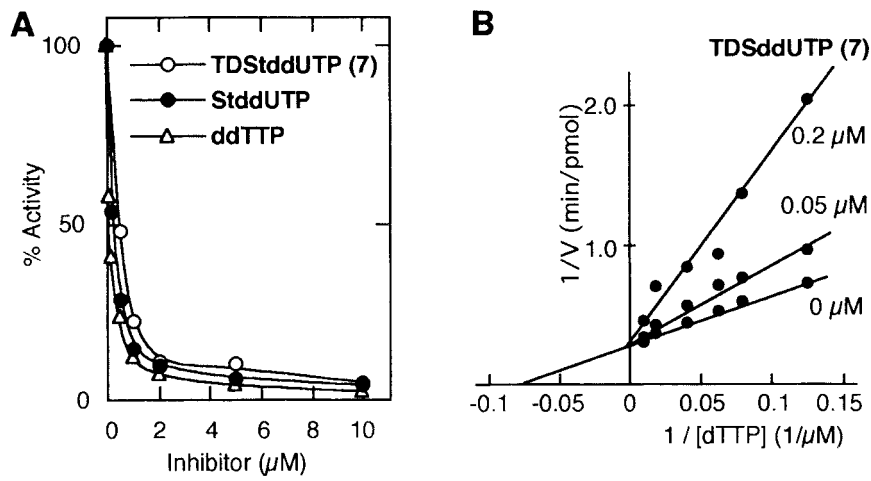 A
100
50
0
% Activity
TDStddUTP (7)
StddUTP
ddTTP
0 2 4 6 8 10
Inhibitor (µM)
B
TDSddUTP (7)
2.0
1.0
1/V (min/pmol)
0.2 µM
0.05 µM
0 µM
-0.1 -0.05 0 0.05 0.1 0.15
1 / [dTTP] (1/µM)